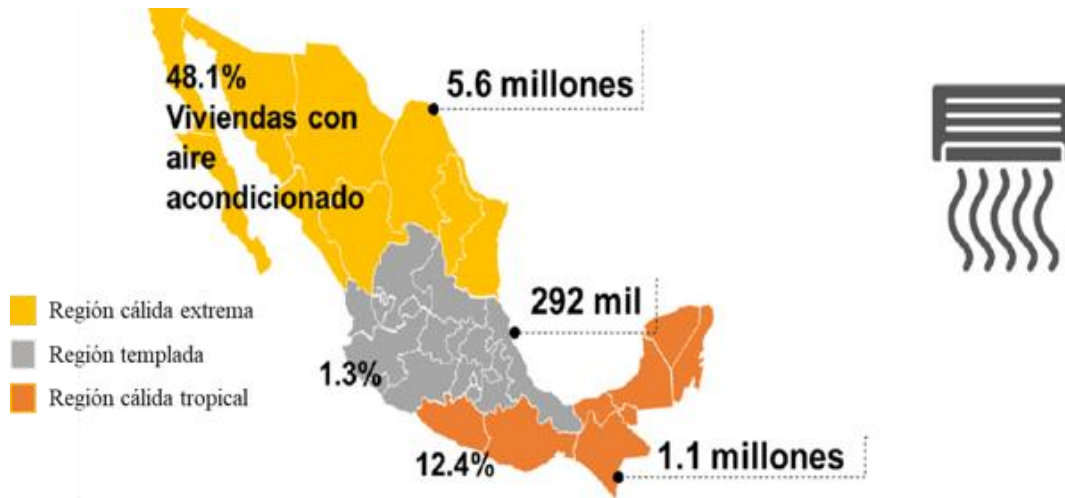 48.1%
Viviendas con
aire
acondicionado
5.6 millones
Región cálida extrema
292 mil
Región templada
1.3%
Región cálida tropical
12.4%
1.1 millones